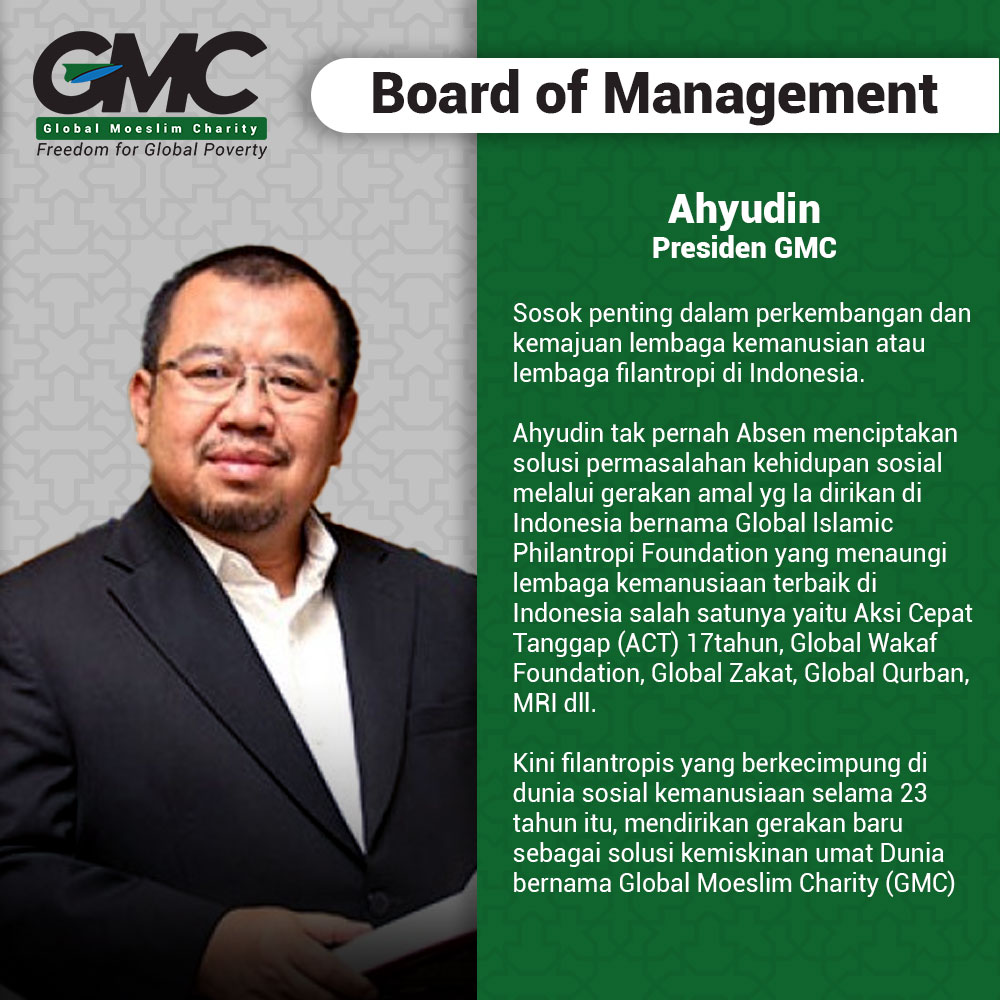 GMC
Global Moeslim Charity
Freedom for Global Poverty
Board of Management
Ahyudin
Presiden GMC
Sosok penting dalam perkembangan dan
kemajuan lembaga kemanusian atau
lembaga filantropi di Indonesia.
Ahyudin tak pernah Absen menciptakan
solusi permasalahan kehidupan sosial
melalui gerakan amal yg Ia dirikan di
Indonesia bernama Global Islamic
Philantropi Foundation yang menaungi
lembaga kemanusiaan terbaik di
Indonesia salah satunya yaitu Aksi Cepat
Tanggap (ACT) 17tahun, Global Wakaf
Foundation, Global Zakat, Global Qurban,
MRI dll.
Kini filantropis yang berkecimpung di
dunia sosial kemanusiaan selama 23
tahun itu, mendirikan gerakan baru
sebagai solusi kemiskinan umat Dunia
bernama Global Moeslim Charity (GMC)